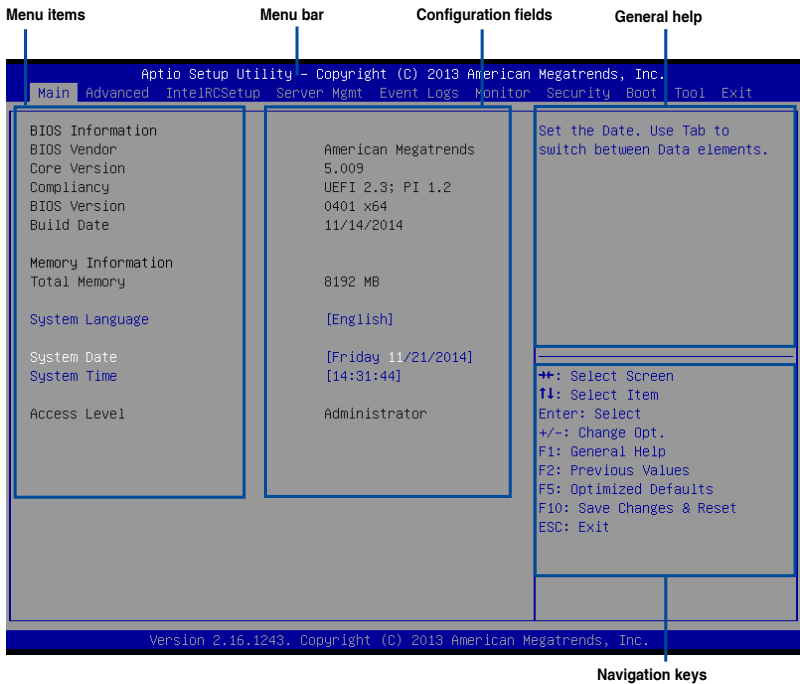 Menu items Menu bar Configuration fields General help
Aptio Setup Utility – Copyright (C) 2013 American Megatrends, Inc.
Main Advanced IntelRCSetup Server Mgmt Event Logs Monitor Security Boot Tool Exit
BIOS Information
BIOS Vendor American Megatrends
Core Version 5.009
Compliancy UEFI 2.3; PI 1.2
BIOS Version 0401 x64
Build Date 11/14/2014
Memory Information
Total Memory 8192 MB
System Language [English]
System Date [Friday 11/21/2014]
System Time [14:31:44]
Access Level Administrator
Set the Date. Use Tab to
switch between Data elements.
→←: Select Screen
↑↓: Select Item
Enter: Select
+/-: Change Opt.
F1: General Help
F2: Previous Values
F5: Optimized Defaults
F10: Save Changes & Reset
ESC: Exit
Version 2.16.1243. Copyright (C) 2013 American Megatrends, Inc.
Navigation keys